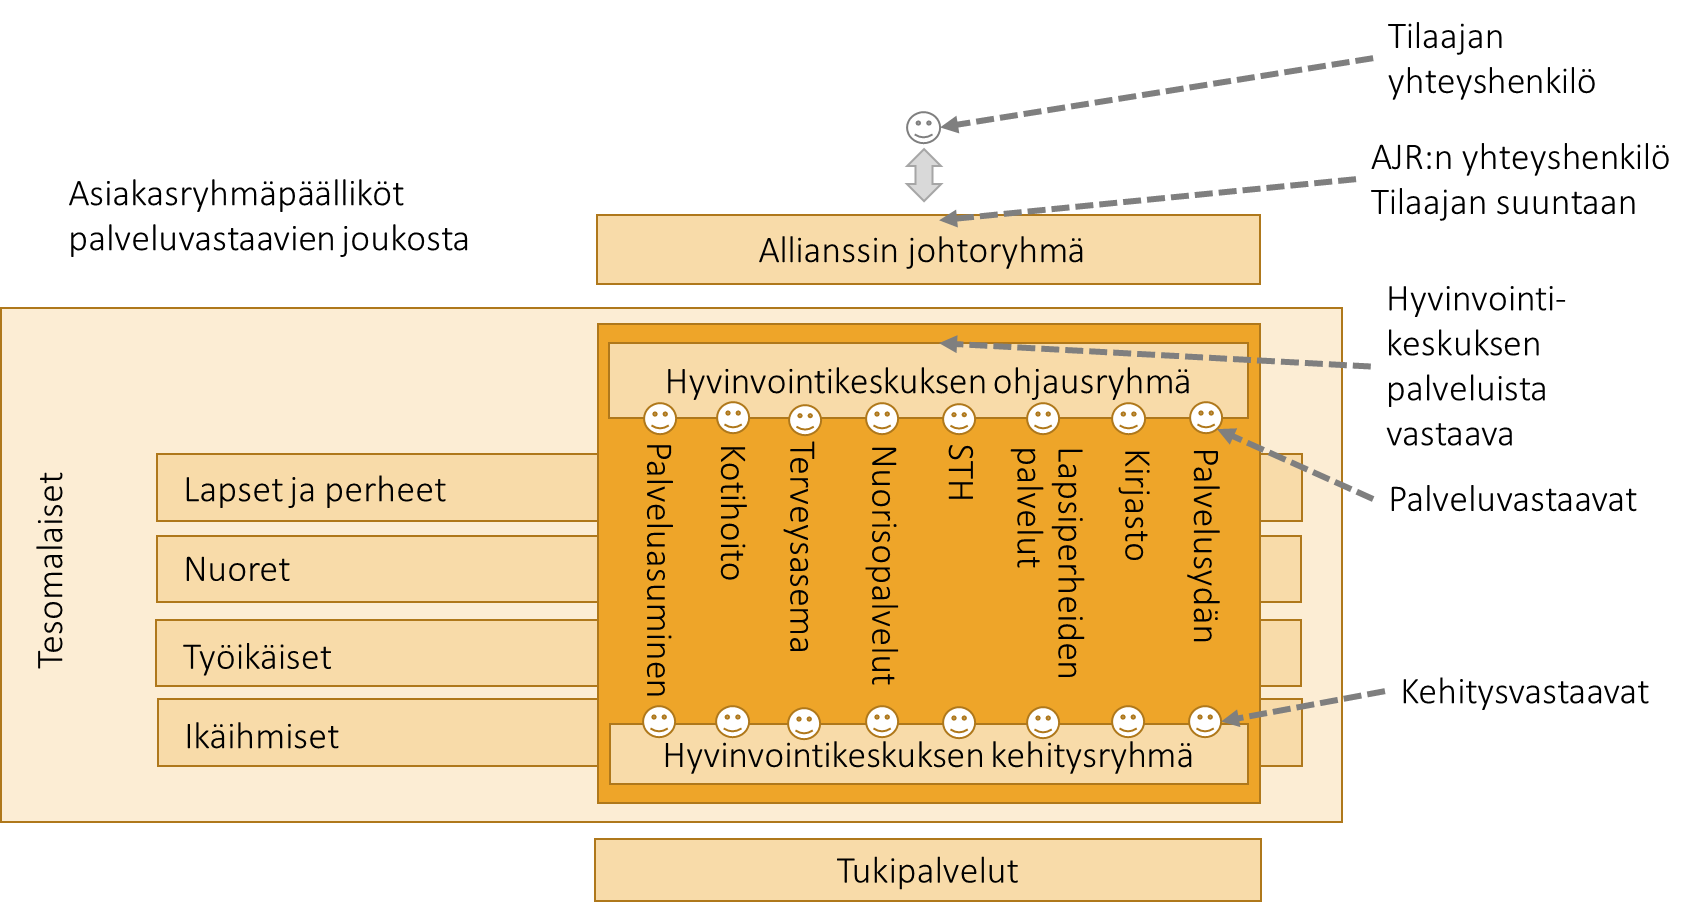 Tilaajan
yhteyshenkilö
AJR:n yhteyshenkilö
Tilaajan suuntaan
Asiakasryhmäpäälliköt
palveluvastaavien joukosta
Allianssin johtoryhmä
Hyvinvointi-
keskuksen
palveluista
vastaava
Hyvinvointikeskuksen ohjausryhmä
Palveluvastaavat
Tesomalaiset
Lapset ja perheet
Nuoret
Työikäiset
Ikäihmiset
Palveluasuminen
Kotihoito
Terveysasema
Nuorisopalvelut
STH
Lapsiperheiden
palvelut
Kirjasto
Palvelusydän
Kehitysvastaavat
Hyvinvointikeskuksen kehitysryhmä
Tukipalvelut